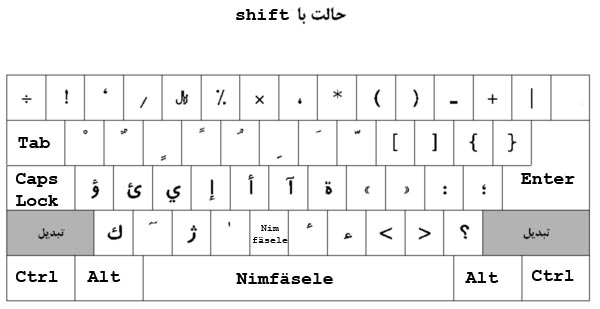 حالت با shift
÷ ! ٬ ٫ ﷼ ٪ × ، * ( ) - + |
Tab ْ ٌ ٍ ً ُ ِ َ ّ [ ] { }
Caps Lock ؤ ئ ي إ أ آ ة » « : ؛ Enter
تبدیل ك ٓ ژ ٰ Nim fäsele ٔ ء < > ؟ تبدیل
Ctrl Alt Nimfäsele Alt Ctrl